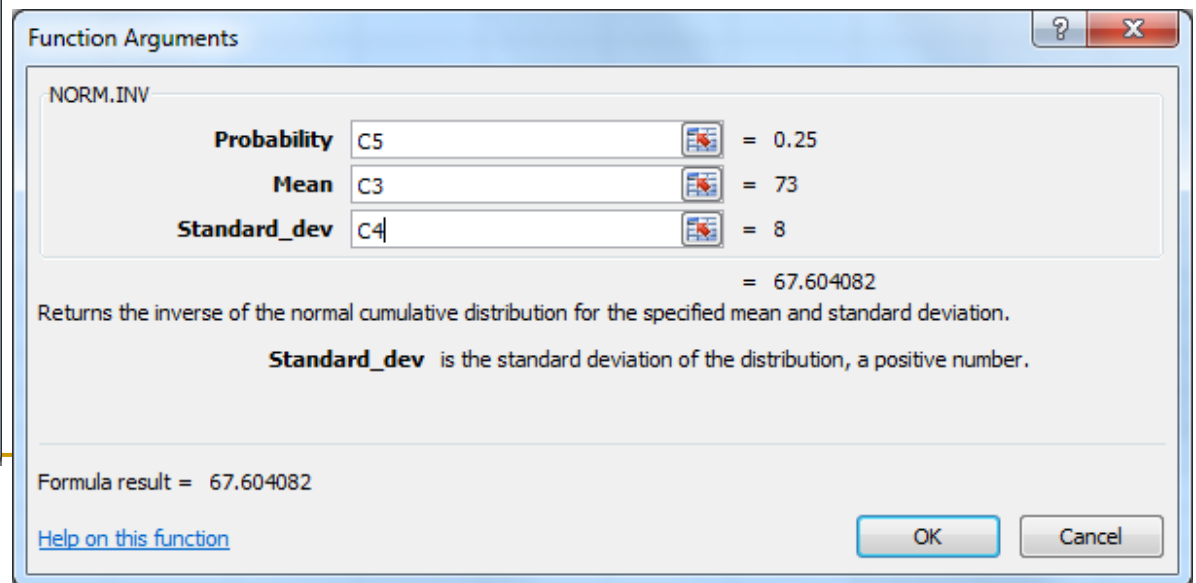 Function Arguments
NORM.INV
Probability C5 = 0.25
Mean C3 = 73
Standard_dev C4 = 8
= 67.604082
Returns the inverse of the normal cumulative distribution for the specified mean and standard deviation.
Standard_dev is the standard deviation of the distribution, a positive number.
Formula result = 67.604082
Help on this function OK Cancel